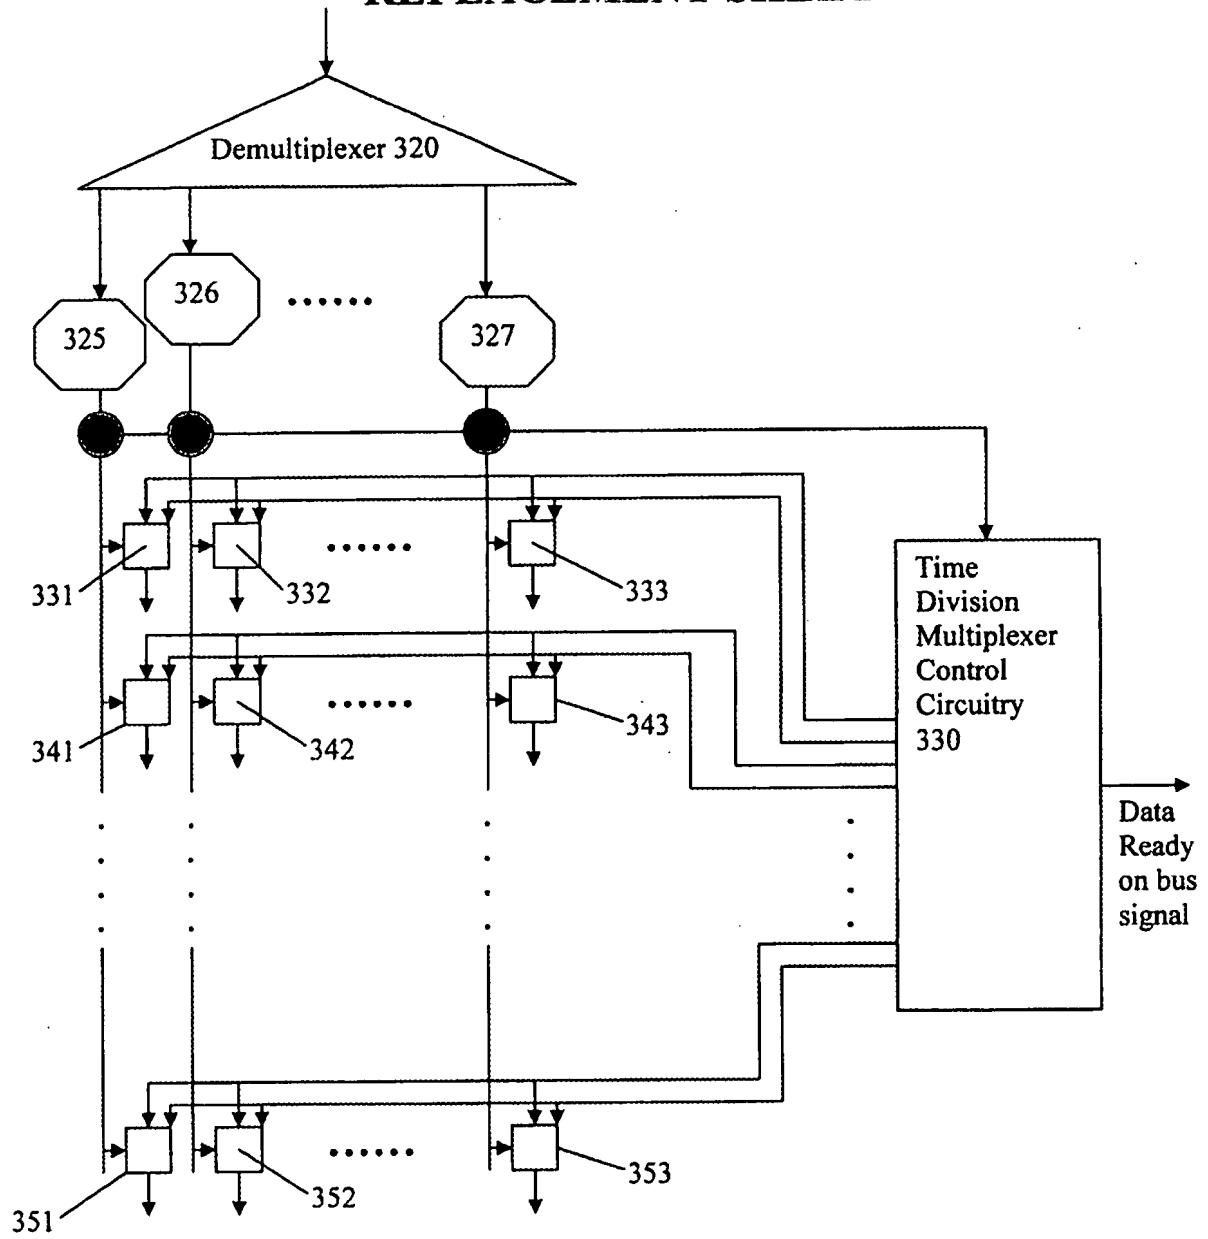 Demultiplexer 320
326
325
327
331
332
333
Time
Division
Multiplexer
Control
Circuitry
330
341
342
343
Data
Ready
on bus
signal
351
352
353